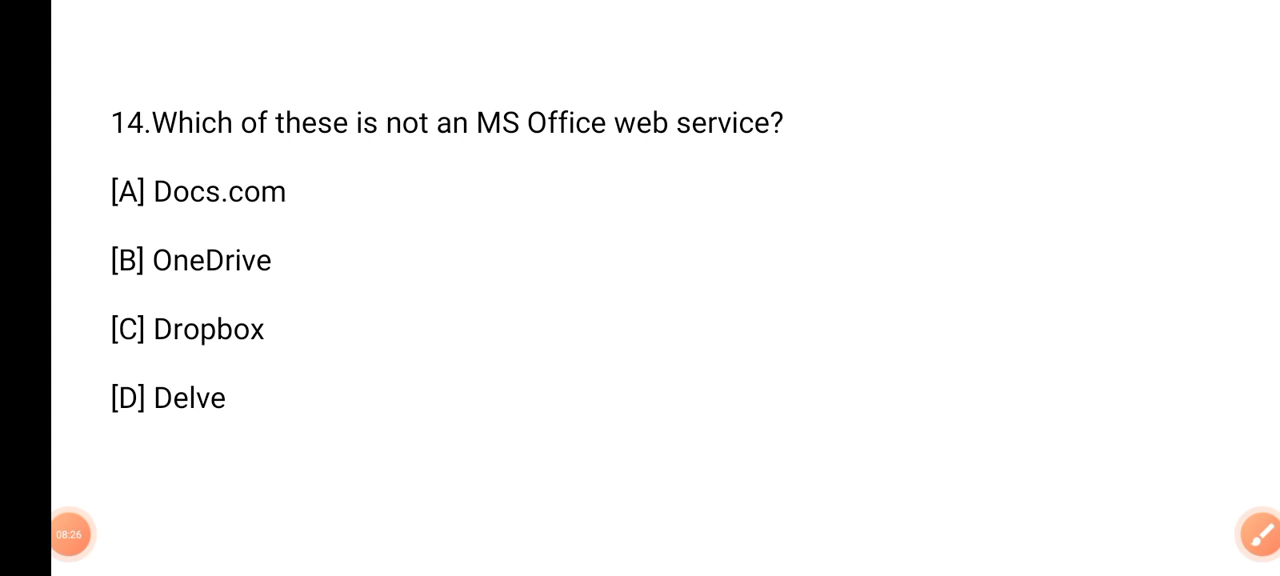 14.Which of these is not an MS Office web service?
[A] Docs.com
[B] OneDrive
[C] Dropbox
[D] Delve
08:26